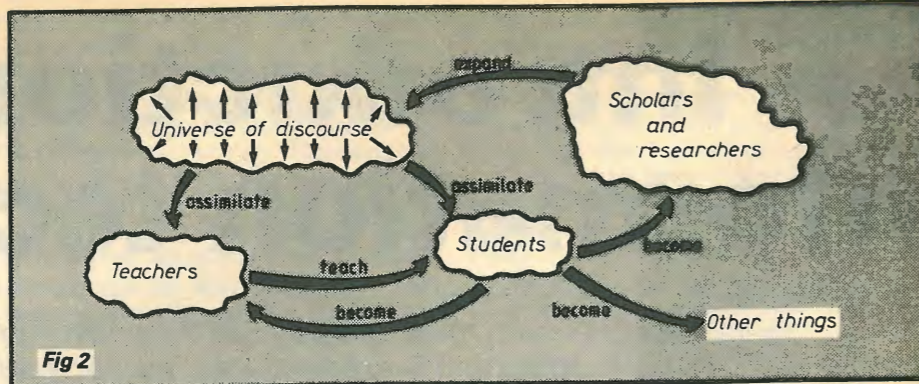 expand
Scholars
and
researchers
Universe of discourse
assimilate
assimilate
Teachers
teach
Students
become
become
become
Other things
Fig 2